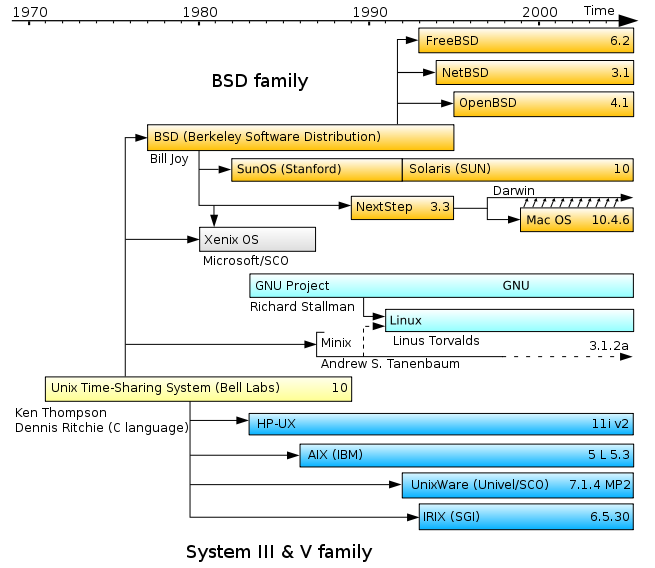 1970 1980 1990 2000 Time
FreeBSD 6.2
BSD family
NetBSD 3.1
OpenBSD 4.1
BSD (Berkeley Software Distribution)
Bill Joy
SunOS (Stanford) Solaris (SUN) 10
Darwin
NextStep 3.3
Mac OS 10.4.6
Xenix OS
Microsoft/SCO
GNU Project GNU
Richard Stallman
Linux
Linus Torvalds
Minix 3.1.2a
Andrew S. Tanenbaum
Unix Time-Sharing System (Bell Labs) 10
Ken Thompson
Dennis Ritchie (C language)
HP-UX 11i v2
AIX (IBM) 5 L 5.3
UnixWare (Univel/SCO) 7.1.4 MP2
IRIX (SGI) 6.5.30
System III & V family